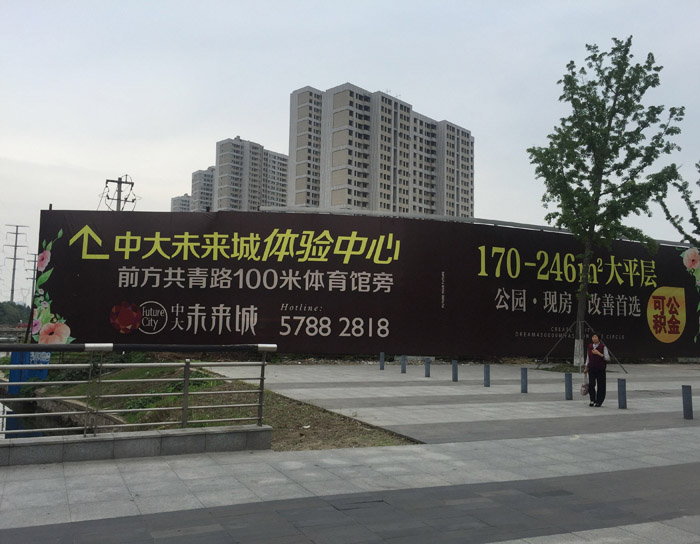 中大未来城体验中心
前方共青路100米体育馆旁
Future City
中大未来城
Hotline:
5788 2818
170-246m²大平层
公园·现房 改善首选
可公积金